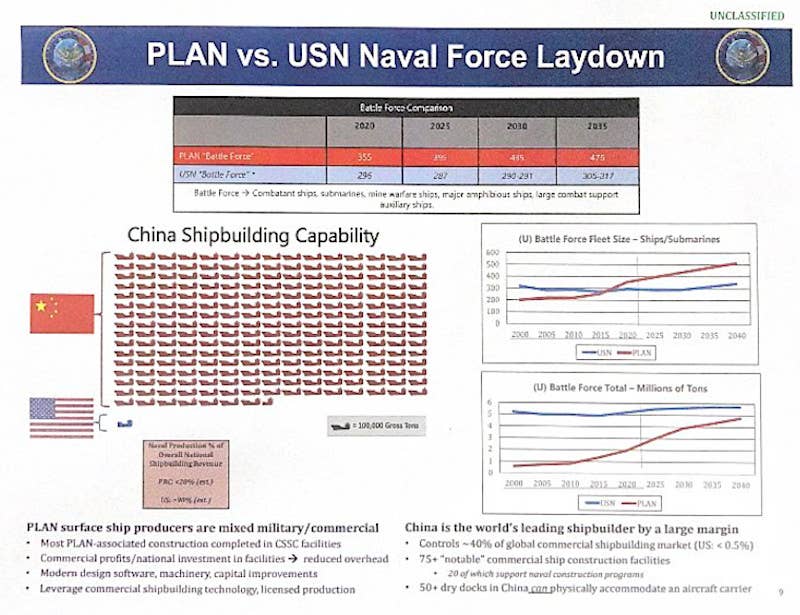 UNCLASSIFIED
PLAN vs. USN Naval Force Laydown
Battle Force Comparison
2020 2025 2030 2035
PLAN "Battle Force" 355 395 435 475
USN "Battle Force" * 296 287 290-291 305-317
Battle Force → Combatant ships, submarines, mine warfare ships, major amphibious ships, large combat support
auxiliary ships.
China Shipbuilding Capability
= 100,000 Gross Tons
Naval Production % of
Overall National
Shipbuilding Revenue
PRC <20% (est.)
US: (est.)
(U) Battle Force Fleet Size – Ships/Submarines
600
500
400
300
200
100
0
2000 2005 2010 2015 2020 2025 2030 2035 2040
USN PLAN
(U) Battle Force Total – Millions of Tons
6
5
4
3
2
1
0
2000 2005 2010 2015 2020 2025 2030 2035 2040
USN PLAN
PLAN surface ship producers are mixed military/commercial
• Most PLAN-associated construction completed in CSSC facilities
• Commercial profits/national investment in facilities → reduced overhead
• Modern design software, machinery, capital improvements
• Leverage commercial shipbuilding technology, licensed production
China is the world's leading shipbuilder by a large margin
• Controls ~40% of global commercial shipbuilding market (US: < 0.5%)
• 75+ "notable" commercial ship construction facilities
• 20 of which support naval construction programs
• 50+ dry docks in China can physically accommodate an aircraft carrier
9